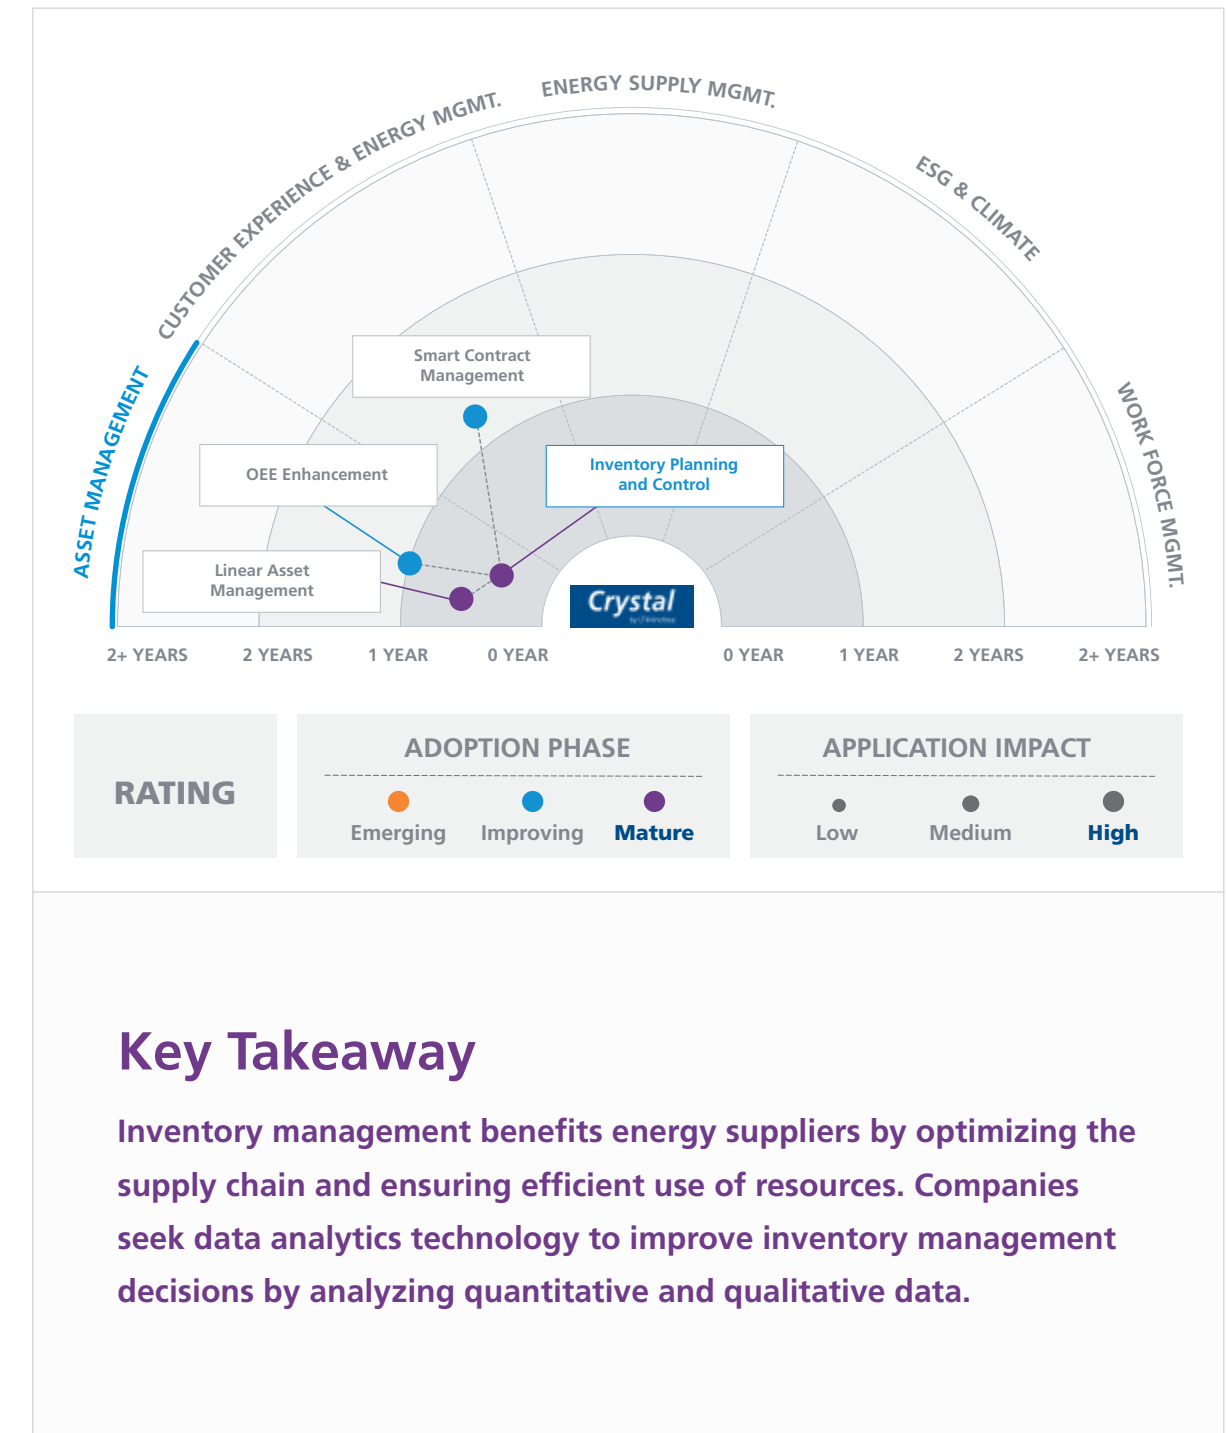 ENERGY SUPPLY MGMT.
CUSTOMER EXPERIENCE & ENERGY MGMT.
ESG & CLIMATE
ASSET MANAGEMENT
WORK FORCE MGMT.
Smart Contract
Management
OEE Enhancement
Inventory Planning
and Control
Linear Asset
Management
Crystal
2+ YEARS
2 YEARS
1 YEAR
0 YEAR
0 YEAR
1 YEAR
2 YEARS
2+ YEARS
RATING
ADOPTION PHASE
Emerging
Improving
Mature
APPLICATION IMPACT
Low
Medium
High
Key Takeaway
Inventory management benefits energy suppliers by optimizing the
supply chain and ensuring efficient use of resources. Companies
seek data analytics technology to improve inventory management
decisions by analyzing quantitative and qualitative data.